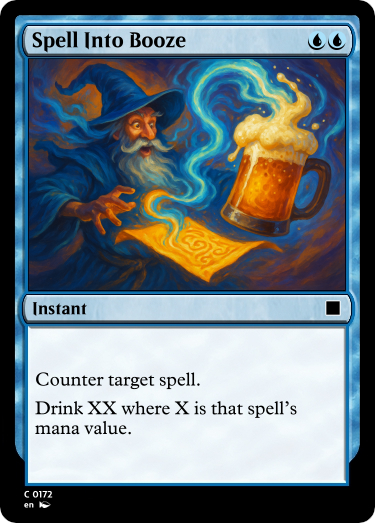 Spell Into Booze
Instant
Counter target spell.
Drink XX where X is that spell's
mana value.
C 0172
en